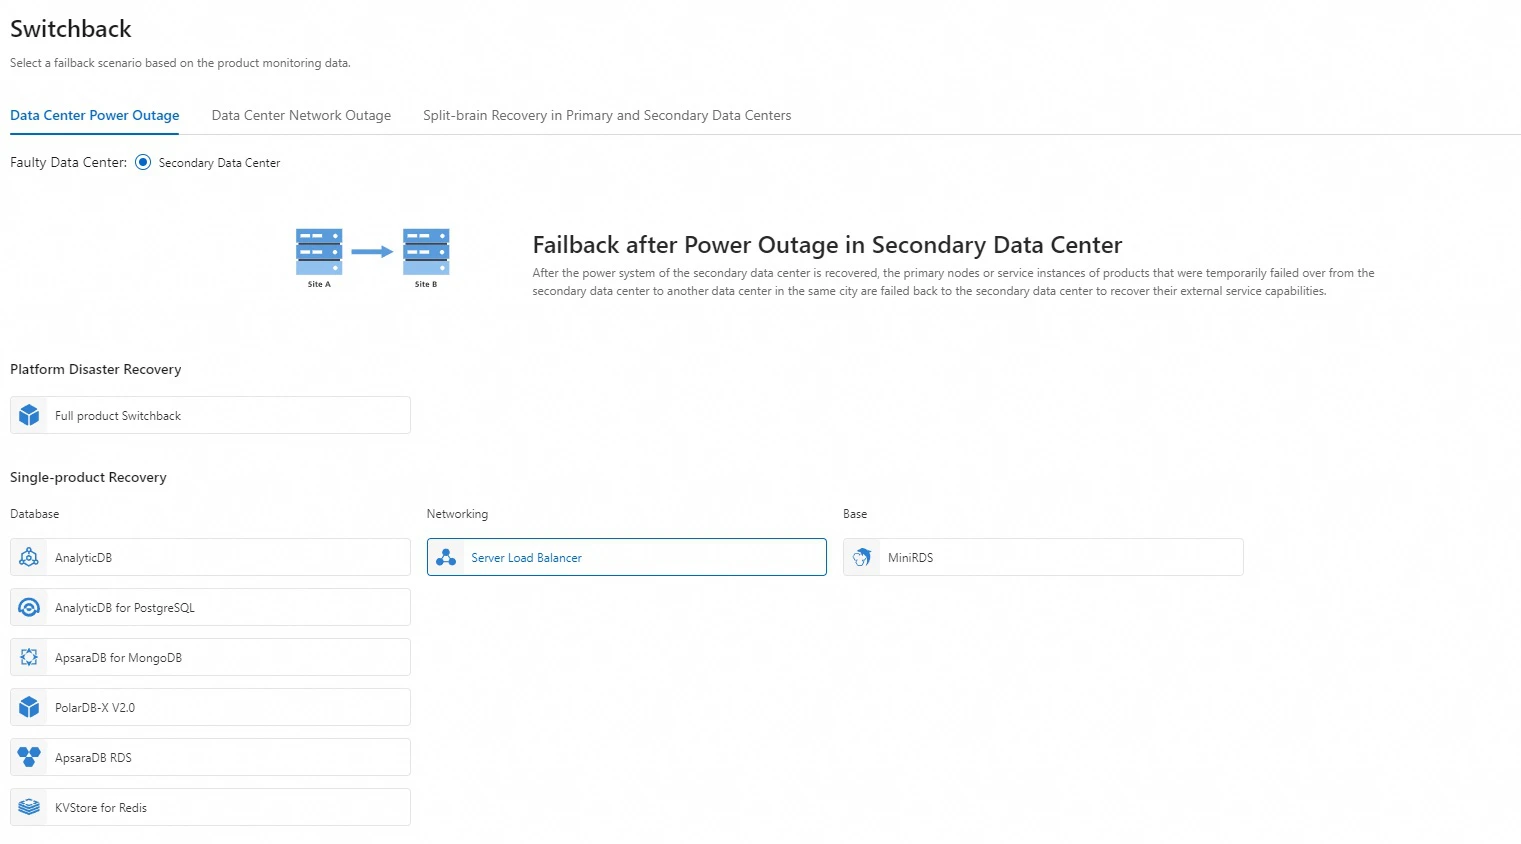 Switchback
Select a failback scenario based on the product monitoring data.
Data Center Power Outage
Data Center Network Outage
Split-brain Recovery in Primary and Secondary Data Centers
Faulty Data Center:
Secondary Data Center
Site A
Site B
Failback after Power Outage in Secondary Data Center
After the power system of the secondary data center is recovered, the primary nodes or service instances of products that were temporarily failed over from the
secondary data center to another data center in the same city are failed back to the secondary data center to recover their external service capabilities.
Platform Disaster Recovery
Full product Switchback
Single-product Recovery
Database
AnalyticDB
AnalyticDB for PostgreSQL
ApsaraDB for MongoDB
PolarDB-X V2.0
ApsaraDB RDS
KVStore for Redis
Networking
Server Load Balancer
Base
MiniRDS